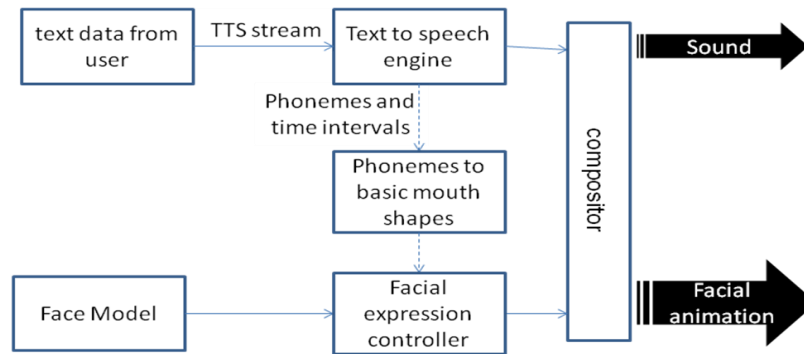 text data from
user
TTS stream
Text to speech
engine
Sound
Phonemes and
time intervals
compositor
Phonemes to
basic mouth
shapes
Face Model
Facial
expression
controller
Facial
animation